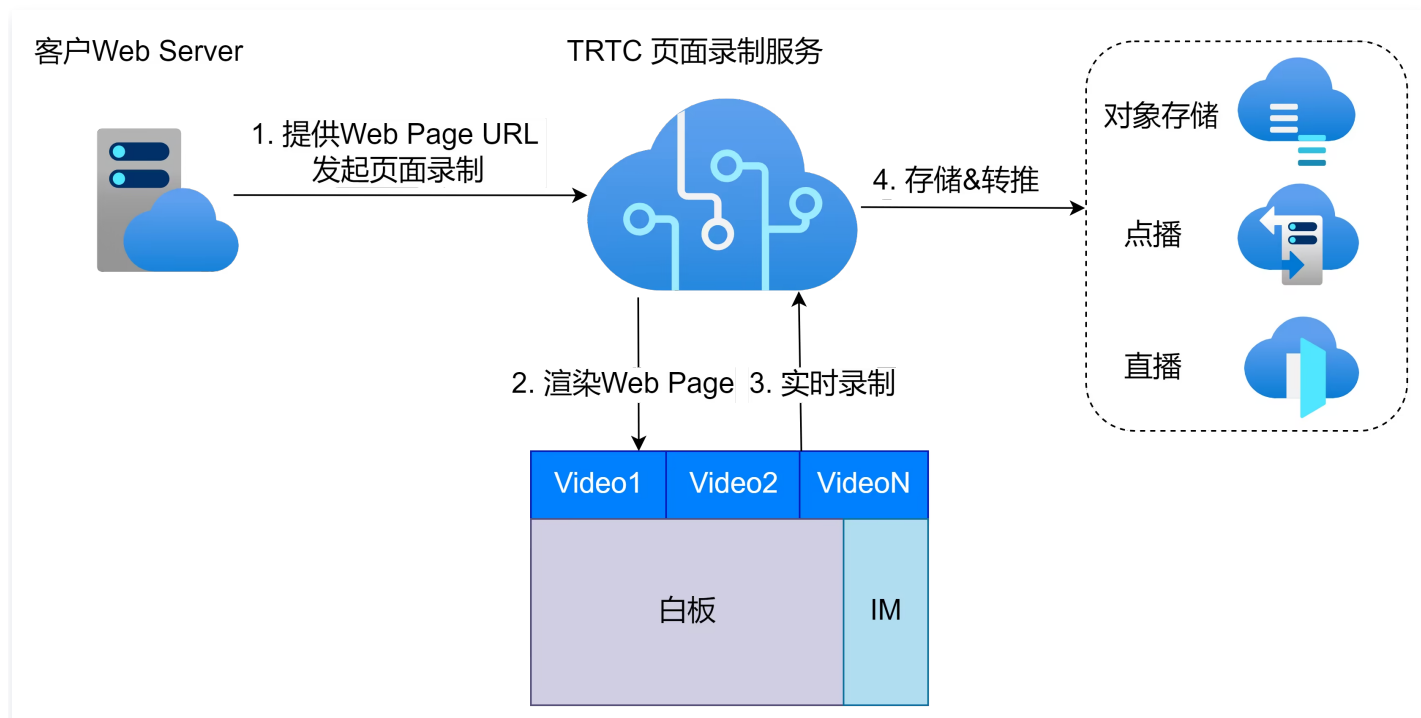 客户Web Server
TRTC 页面录制服务
1. 提供Web Page URL
发起页面录制
4. 存储&转推
对象存储
点播
直播
2. 渲染Web Page
3. 实时录制
Video1
Video2
VideoN
白板
IM